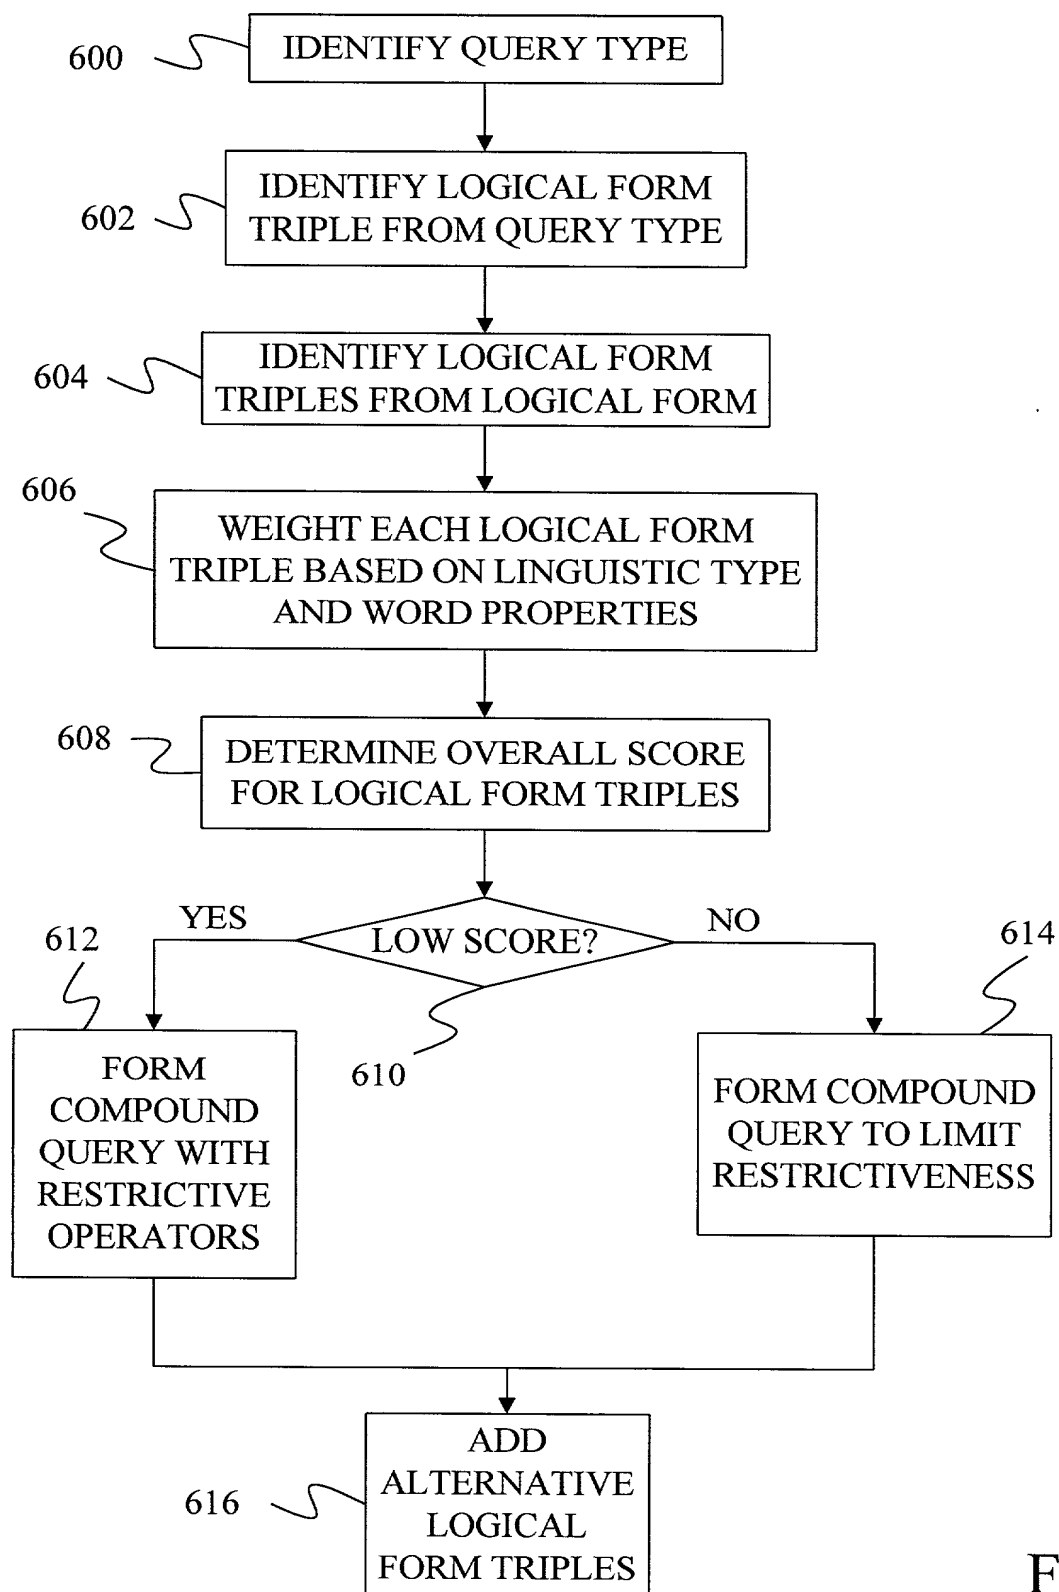 600
IDENTIFY QUERY TYPE
602
IDENTIFY LOGICAL FORM
TRIPLE FROM QUERY TYPE
604
IDENTIFY LOGICAL FORM
TRIPLES FROM LOGICAL FORM
606
WEIGHT EACH LOGICAL FORM
TRIPLE BASED ON LINGUISTIC TYPE
AND WORD PROPERTIES
608
DETERMINE OVERALL SCORE
FOR LOGICAL FORM TRIPLES
YES
LOW SCORE?
NO
610
612
FORM
COMPOUND
QUERY WITH
RESTRICTIVE
OPERATORS
614
FORM COMPOUND
QUERY TO LIMIT
RESTRICTIVENESS
616
ADD
ALTERNATIVE
LOGICAL
FORM TRIPLES
F